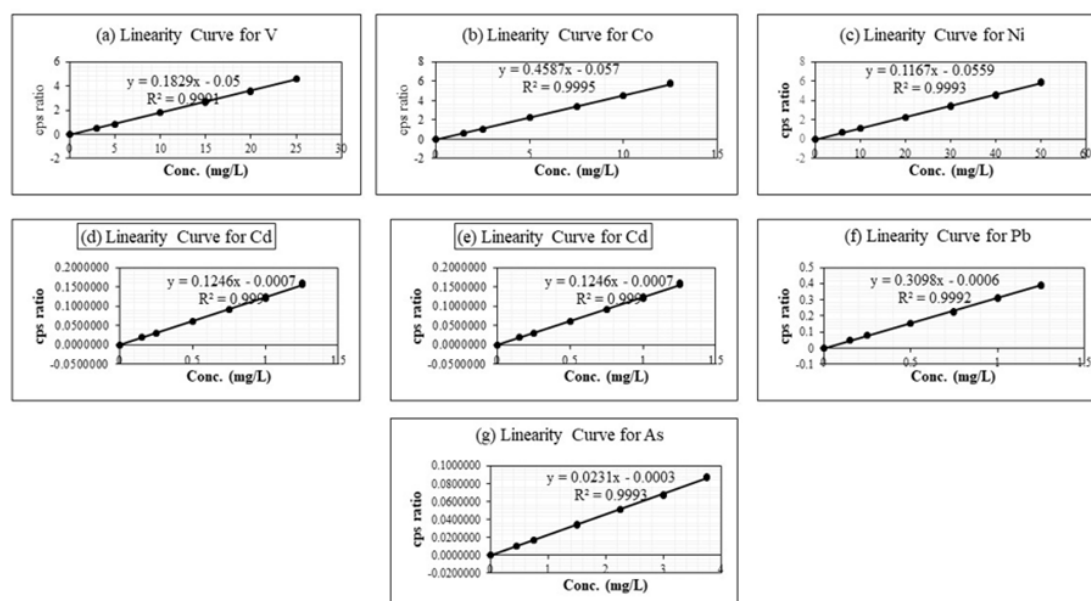 (a) Linearity Curve for V
6
4
2
0
-2
y = 0.1829x - 0.05
R² = 0.9991
0 5 10 15 20 25 30
cps ratio
Conc. (mg/L)
(b) Linearity Curve for Co
8
6
4
2
0
-2
y = 0.4587x - 0.057
R² = 0.9995
0 5 10 15
cps ratio
Conc. (mg/L)
(c) Linearity Curve for Ni
8
6
4
2
0
-2
y = 0.1167x - 0.0559
R² = 0.9993
0 10 20 30 40 50 60
cps ratio
Conc. (mg/L)
(d) Linearity Curve for Cd
0.2000000
0.1500000
0.1000000
0.0500000
0.0000000
-0.0500000
y = 0.1246x - 0.0007
0 0.5 1 1.5
cps ratio
Conc. (mg/L)
(e) Linearity Curve for Cd
0.2000000
0.1500000
0.1000000
0.0500000
0.0000000
-0.0500000
y = 0.1246x - 0.0007
0 0.5 1 1.5
cps ratio
Conc. (mg/L)
(f) Linearity Curve for Pb
0.5
0.4
0.3
0.2
0.1
0
-0.1
y = 0.3098x - 0.0006
R² = 0.9992
0 0.5 1 1.5
cps ratio
Conc. (mg/L)
(g) Linearity Curve for As
0.1000000
0.0800000
0.0600000
0.0400000
0.0200000
0.0000000
-0.0200000
y = 0.0231x - 0.0003
R² = 0.9993
0 1 2 3 4
cps ratio
Conc. (mg/L)